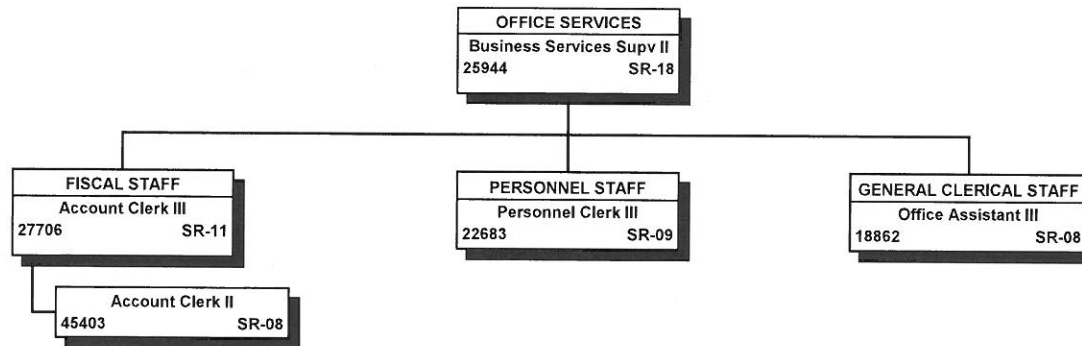 OFFICE SERVICES
Business Services Supv II
25944 SR-18
FISCAL STAFF
Account Clerk III
27706 SR-11
Account Clerk II
45403 SR-08
PERSONNEL STAFF
Personnel Clerk III
22683 SR-09
GENERAL CLERICAL STAFF
Office Assistant III
18862 SR-08